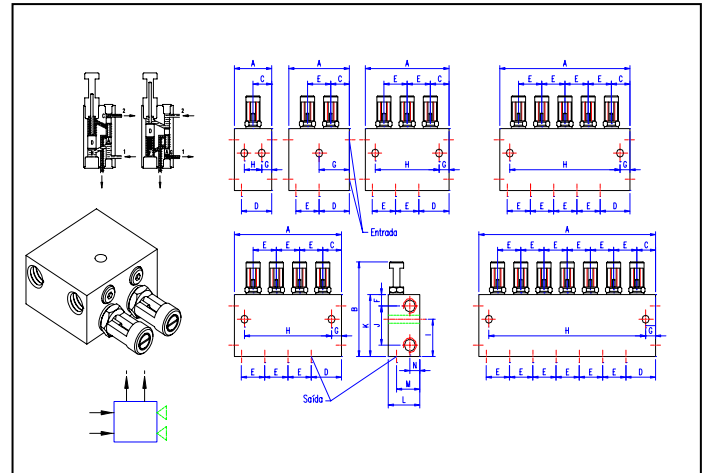 A A A A
C E C E E C E E E E C
2 2
D D
1 1
H G G H G H G
D E D E E D E E E E D
Entrada
A A
E E E C E E E E E C
F
B K J I
H G H G
N
M
L
E E E D E E E E E D
Saída